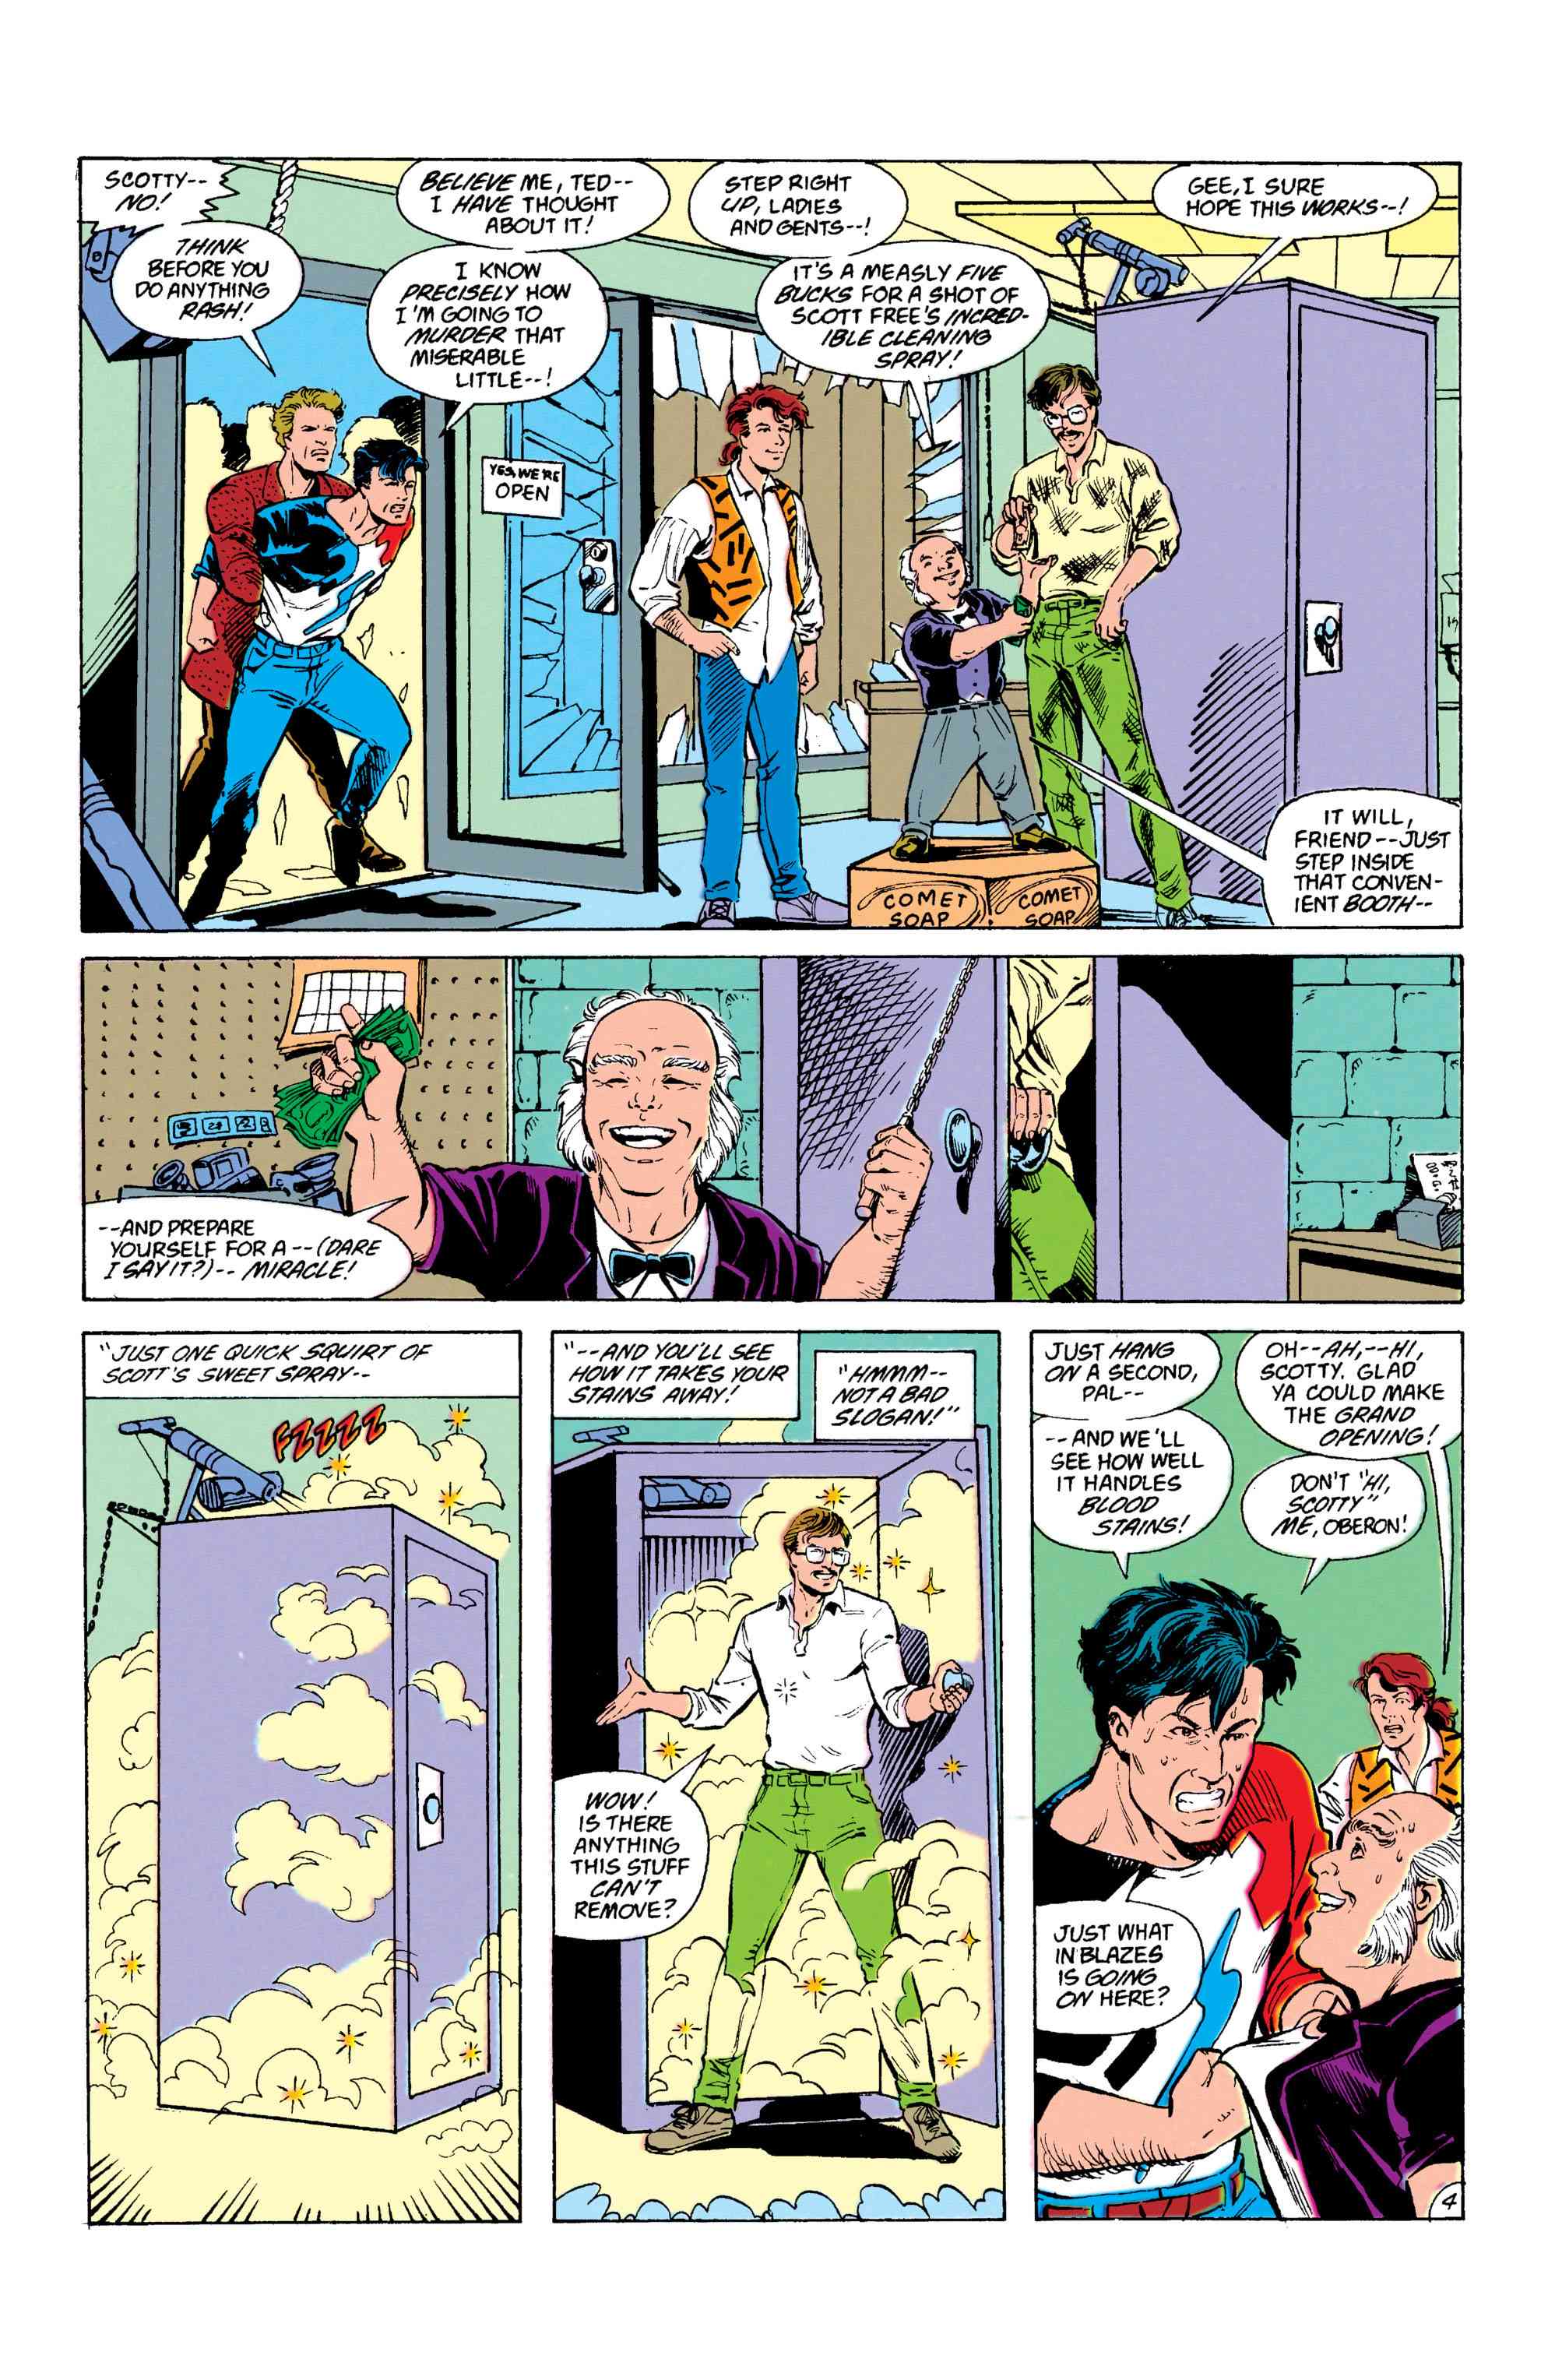 SCOTTY--
NO!
THINK
BEFORE YOU
DO ANYTHING
RASH!
BELIEVE ME, TED--
I HAVE THOUGHT
ABOUT IT!
I KNOW
PRECISELY HOW
I'M GOING TO
MURDER THAT
MISERABLE
LITTLE--!
YES, WE'RE
OPEN
STEP RIGHT
UP, LADIES
AND GENTS--!
IT'S A MEASLY FIVE
BUCKS FOR A SHOT OF
SCOTT FREE'S INCRED-
IBLE CLEANING
SPRAY!
GEE, I SURE
HOPE THIS WORKS--!
IT WILL,
FRIEND--JUST
STEP INSIDE
THAT CONVEN-
IENT BOOTH--
COMET
SOAP
COMET
SOAP
--AND PREPARE
YOURSELF FOR A--(DARE
I SAY IT?)-- MIRACLE!
"JUST ONE QUICK SQUIRT OF
SCOTT'S SWEET SPRAY--
FZZZZ
"--AND YOU'LL SEE
HOW IT TAKES YOUR
STAINS AWAY!
"HMMM--
NOT A BAD
SLOGAN!"
WOW!
IS THERE
ANYTHING
THIS STUFF
CAN'T
REMOVE?
JUST HANG
ON A SECOND,
PAL--
--AND WE'LL
SEE HOW WELL
IT HANDLES
BLOOD
STAINS!
OH--AH,--HI,
SCOTTY. GLAD
YA COULD MAKE
THE GRAND
OPENING!
DON'T "HI,
SCOTTY"
ME, OBERON!
JUST WHAT
IN BLAZES
IS GOING
ON HERE?
4